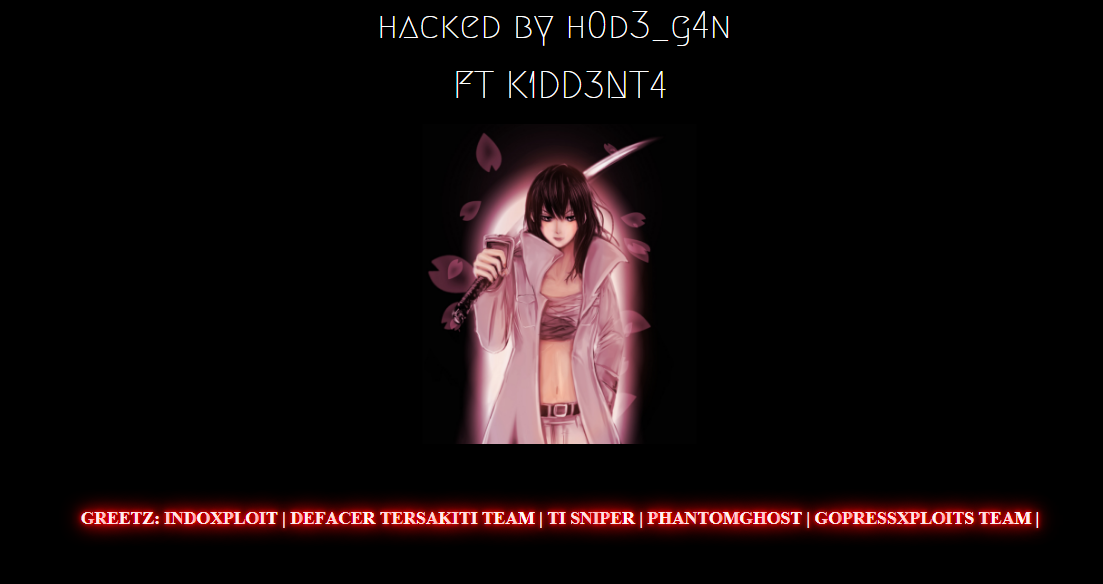 HACKED BY H0D3_G4N
FT K1DD3NT4
GREETZ: INDOXPLOIT | DEFACER TERSAKITI TEAM | TI SNIPER | PHANTOMGHOST | GOPRESSXPLOITS TEAM |